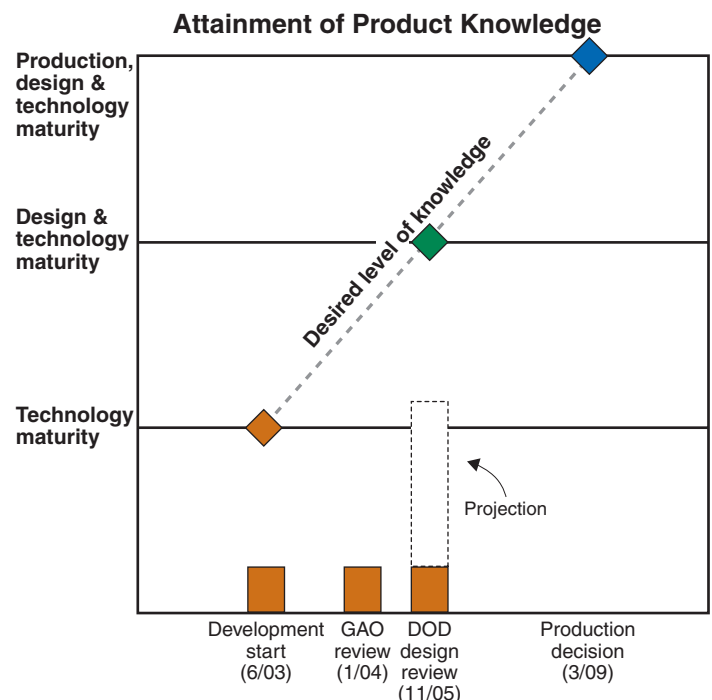 Attainment of Product Knowledge
Production,
design &
technology
maturity
Design &
technology
maturity
Desired level of knowledge
Technology
maturity
Projection
Development
start
(6/03)
GAO
review
(1/04)
DOD
design
review
(11/05)
Production
decision
(3/09)